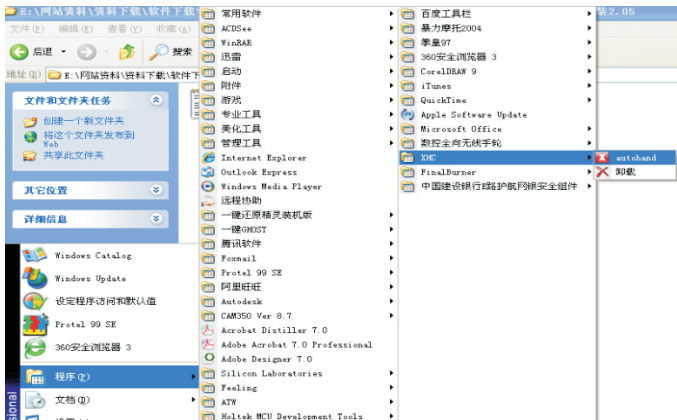 E:\网站资料\资料下载\软件下载
装2.05
文件(F) 编辑(E) 查看(V) 收藏(A)
后退
搜索
地址(D) E:\网站资料\资料下载\软件下
文件和文件夹任务
创建一个新文件夹
将这个文件夹发布到
Web
共享此文件夹
其它位置
详细信息
Windows Catalog
Windows Update
设定程序访问和默认值
Protel 99 SE
360安全浏览器 3
程序(P)
文档(D)
sional
常用软件
ACDSee
WinRAR
迅雷
启动
附件
游戏
专业工具
美化工具
管理工具
Internet Explorer
Outlook Express
Windows Media Player
远程协助
一键还原精灵装机版
一键GHOST
腾讯软件
Foxmail
Protel 99 SE
阿里旺旺
Autodesk
CAM350 Ver 8.7
Acrobat Distiller 7.0
Adobe Acrobat 7.0 Professional
Adobe Designer 7.0
Silicon Laboratories
Feeling
ATW
Holtek MCU Development Tools
百度工具栏
暴力摩托2004
拳皇97
360安全浏览器 3
CorelDRAW 9
iTunes
QuickTime
Apple Software Update
Microsoft Office
数控全向无线手轮
XHC
FinalBurner
中国建设银行E路护航网银安全组件
autohand
卸载